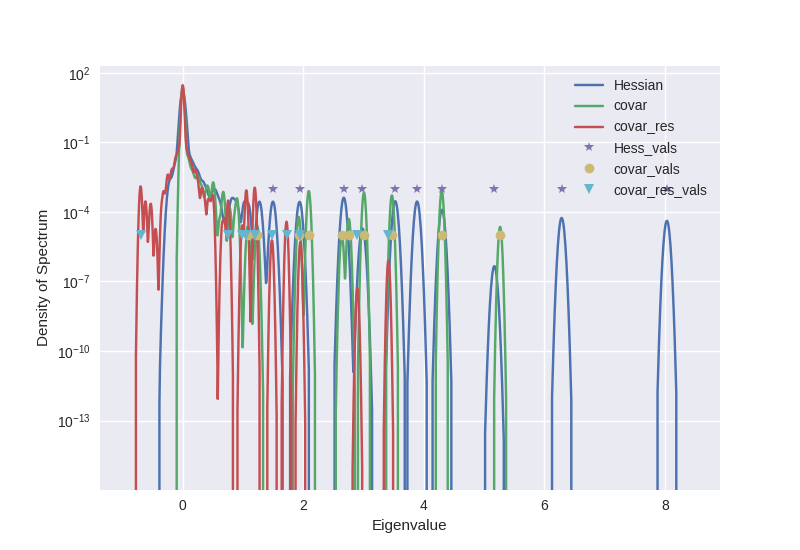 10^2
10^−1
10^−4
10^−7
10^−10
10^−13
Density of Spectrum
0 2 4 6 8
Eigenvalue
Hessian
covar
covar_res
Hess_vals
covar_vals
covar_res_vals